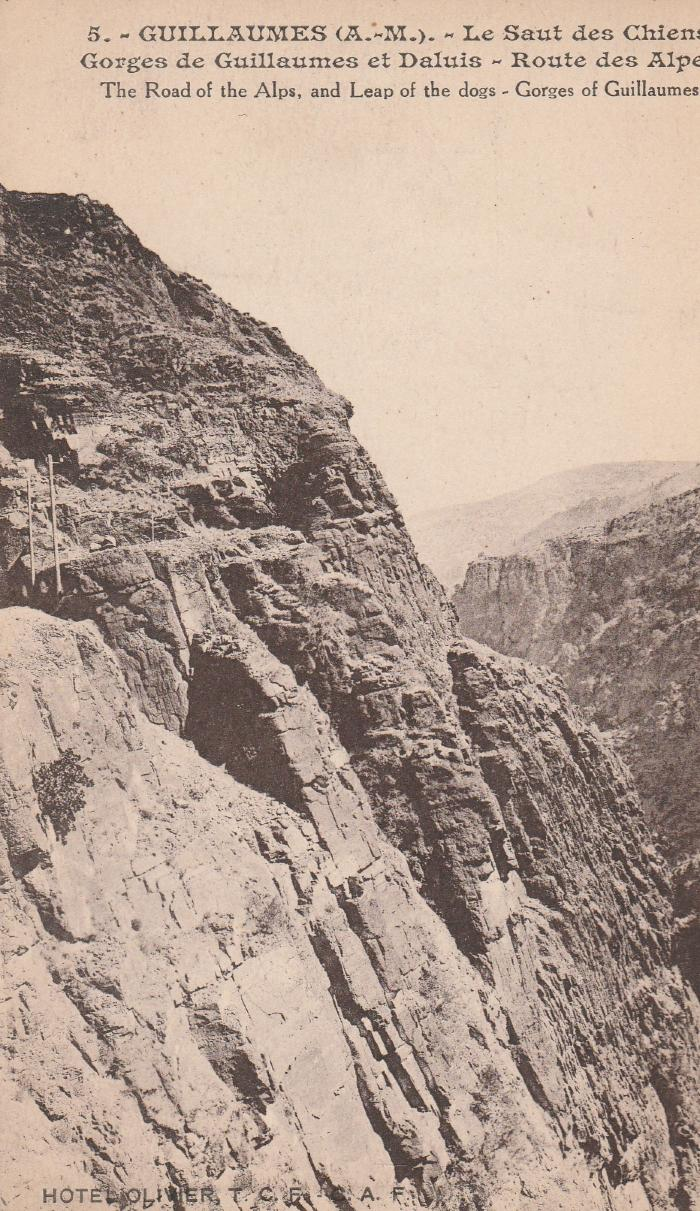 5. - GUILLAUMES (A.-M.). - Le Saut des Chiens
Gorges de Guillaumes et Daluis - Route des Alpe
The Road of the Alps, and Leap of the dogs - Gorges of Guillaumes
HOTEL OLIVIER, T. C. F. - C. A. F.